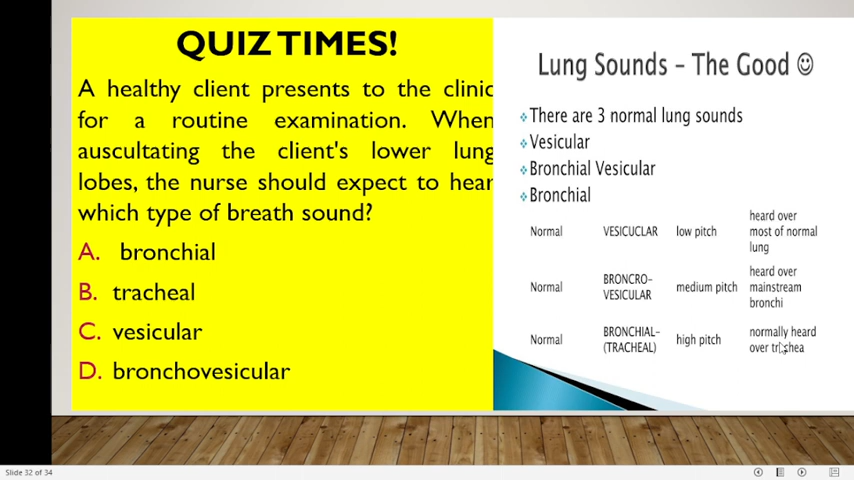 QUIZ TIMES!
A healthy client presents to the clinic
for a routine examination. When
auscultating the client's lower lung
lobes, the nurse should expect to hear
which type of breath sound?
A. bronchial
B. tracheal
C. vesicular
D. bronchovesicular
Lung Sounds – The Good ☺
There are 3 normal lung sounds
Vesicular
Bronchial Vesicular
Bronchial
Normal VESICUCLAR low pitch heard over
most of normal
lung
Normal BRONCRO-
VESICULAR medium pitch heard over
mainstream
bronchi
Normal BRONCHIAL-
(TRACHEAL) high pitch normally heard
over trachea
Slide 32 of 34